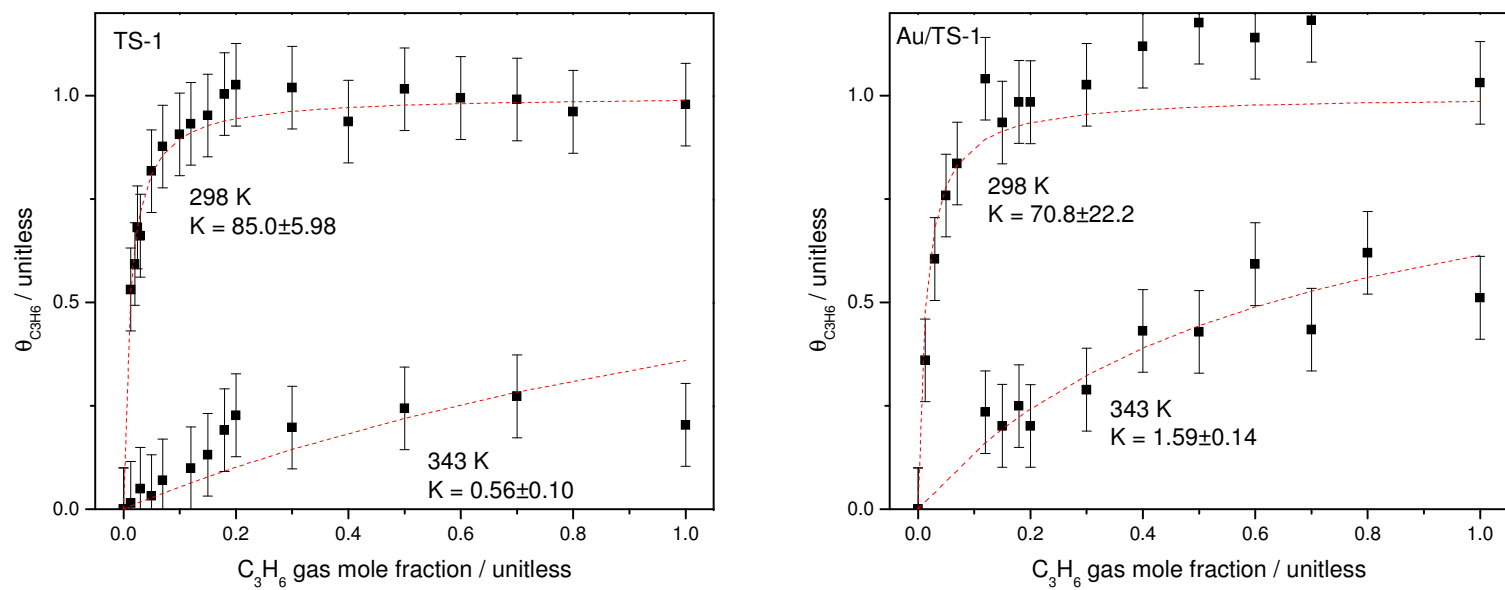 TS-1
1.0
0.5
0.0
θC3H6 / unitless
298 K
K = 85.0±5.98
343 K
K = 0.56±0.10
0.0 0.2 0.4 0.6 0.8 1.0
C3H6 gas mole fraction / unitless
Au/TS-1
1.0
0.5
0.0
θC3H6 / unitless
298 K
K = 70.8±22.2
343 K
K = 1.59±0.14
0.0 0.2 0.4 0.6 0.8 1.0
C3H6 gas mole fraction / unitless